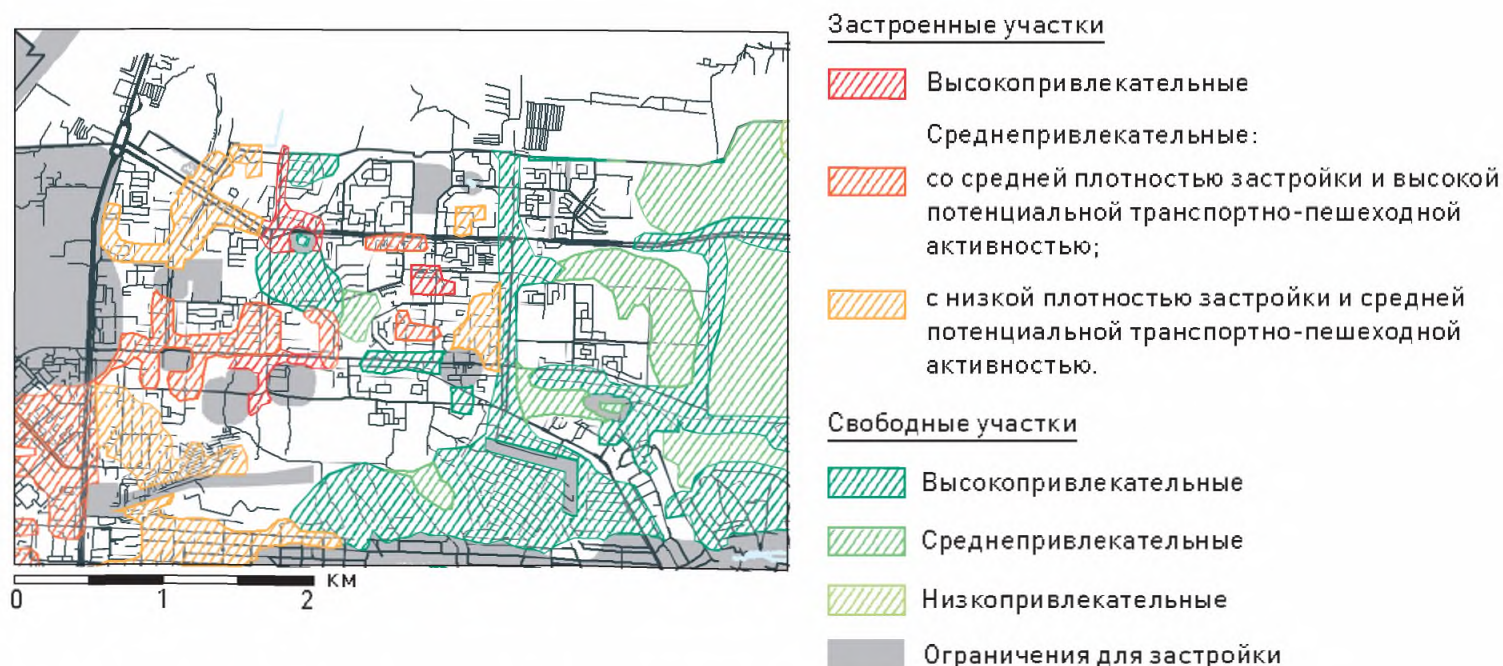 Застроенные участки
Высокопривлекательные
Среднепривлекательные:
со средней плотностью застройки и высокой
потенциальной транспортно-пешеходной
активностью;
с низкой плотностью застройки и средней
потенциальной транспортно-пешеходной
активностью.
Свободные участки
Высокопривлекательные
Среднепривлекательные
Низкопривлекательные
Ограничения для застройки
км
0 1 2